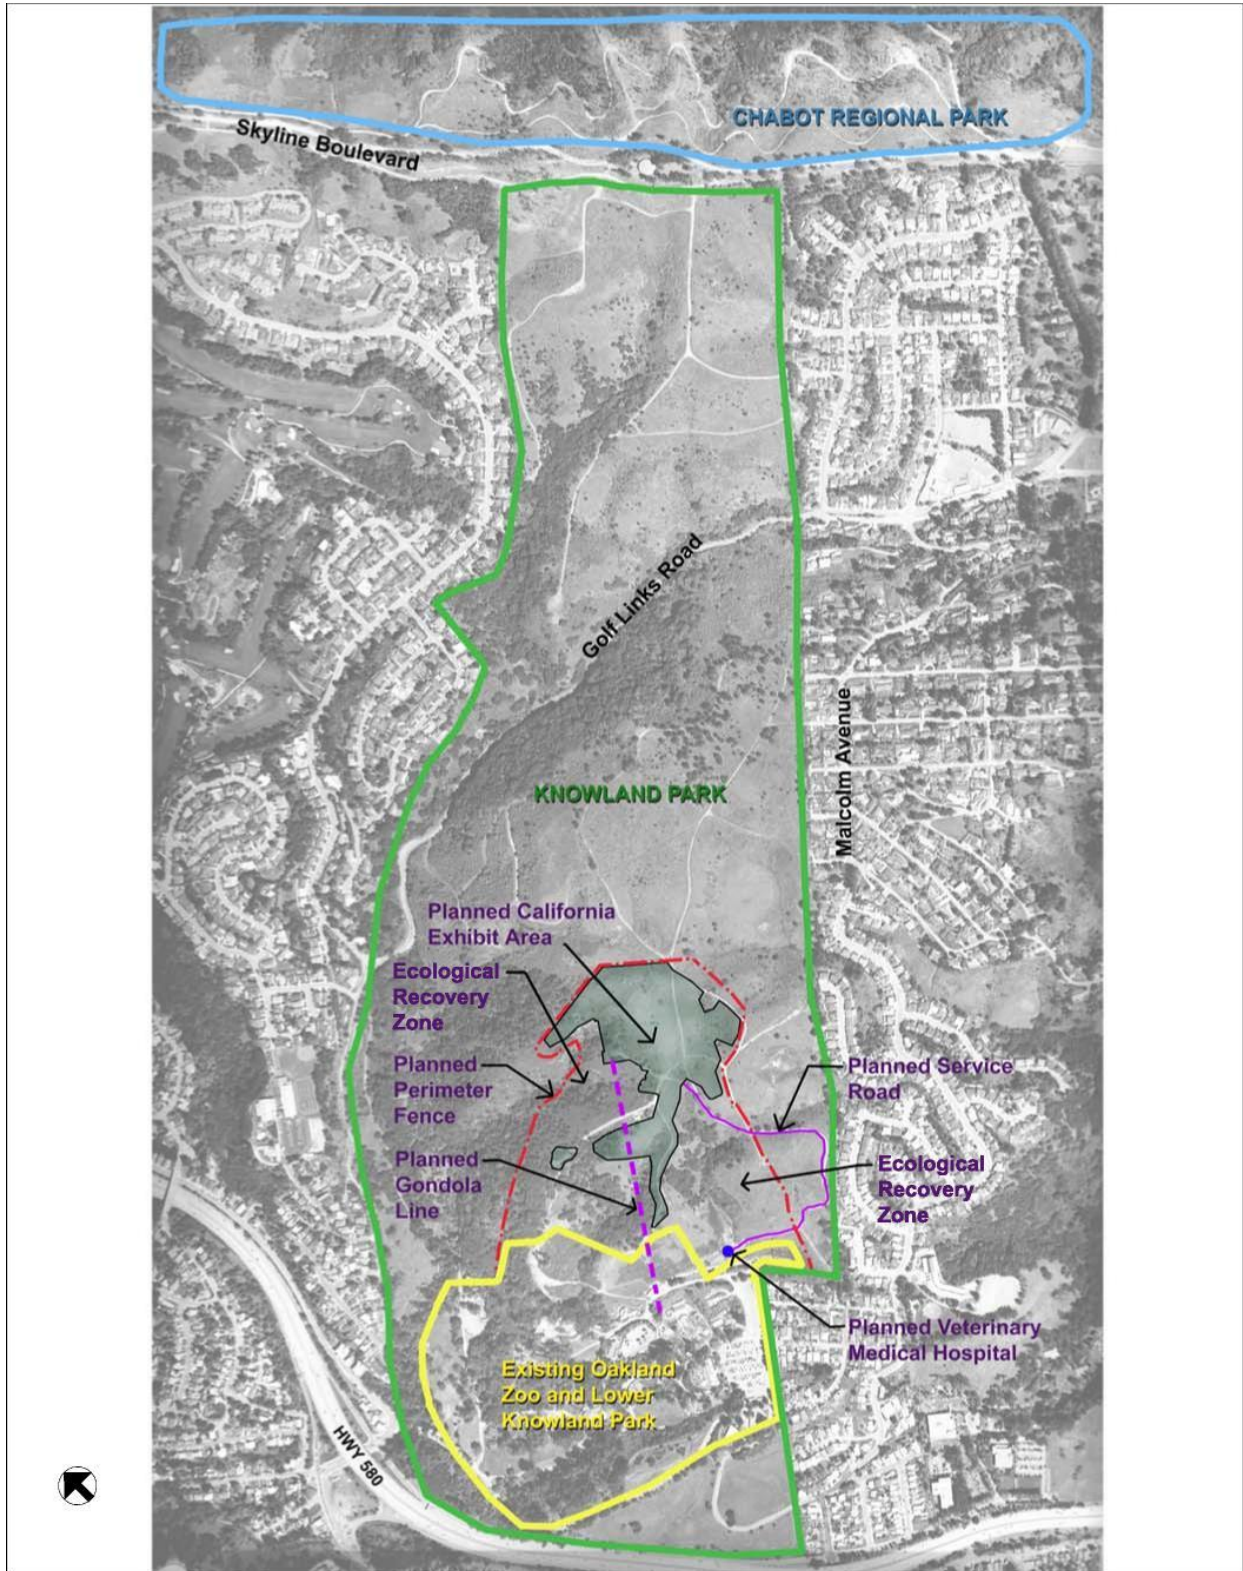 CHABOT REGIONAL PARK
Skyline Boulevard
Golf Links Road
Malcolm Avenue
KNOWLAND PARK
Planned California
Exhibit Area
Ecological
Recovery
Zone
Planned
Perimeter
Fence
Planned Service
Road
Planned
Gondola
Line
Ecological
Recovery
Zone
Planned Veterinary
Medical Hospital
Existing Oakland
Zoo and Lower
Knowland Park
HWY 580